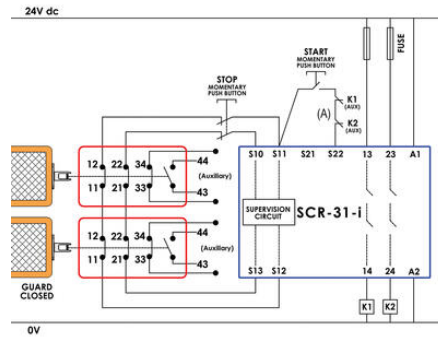 24V dc
START
MOMENTARY
PUSH BUTTON
FUSE
STOP
MOMENTARY
PUSH BUTTON
K1
(AUX)
(A)
K2
(AUX)
12 22 34 44
(Auxiliary)
11 21 33 43
S10 S11 S21 S22 13 23 A1
SUPERVISION
CIRCUIT
SCR-31-i
12 22 34 44
(Auxiliary)
11 21 33 43
S13 S12 14 24 A2
GUARD
CLOSED
K1 K2
0V